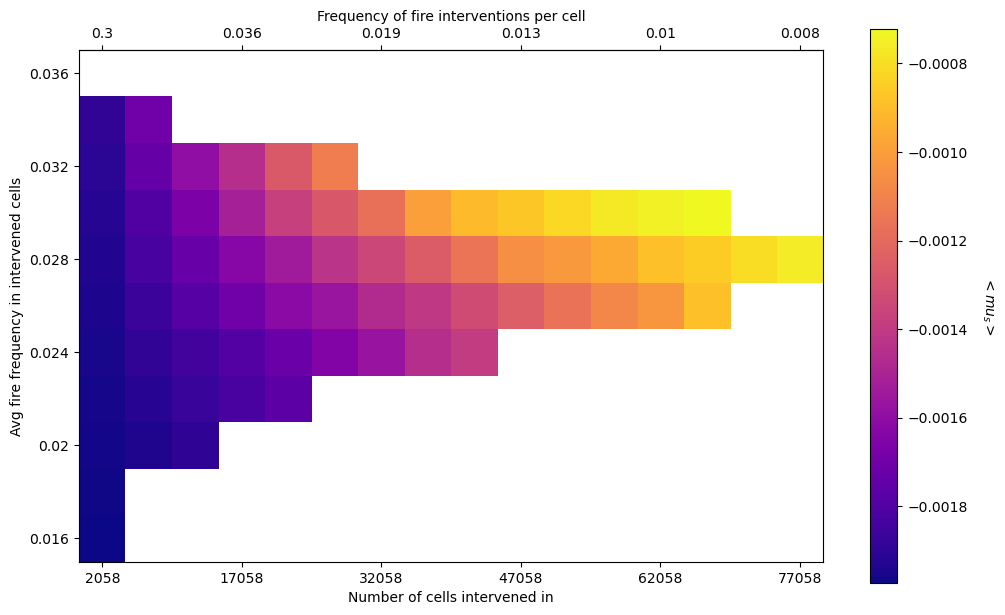 Frequency of fire interventions per cell
0.3 0.036 0.019 0.013 0.01 0.008
Avg fire frequency in intervened cells
0.036
0.032
0.028
0.024
0.02
0.016
2058 17058 32058 47058 62058 77058
Number of cells intervened in
−0.0008
−0.0010
−0.0012
−0.0014
−0.0016
−0.0018
< mu_s >